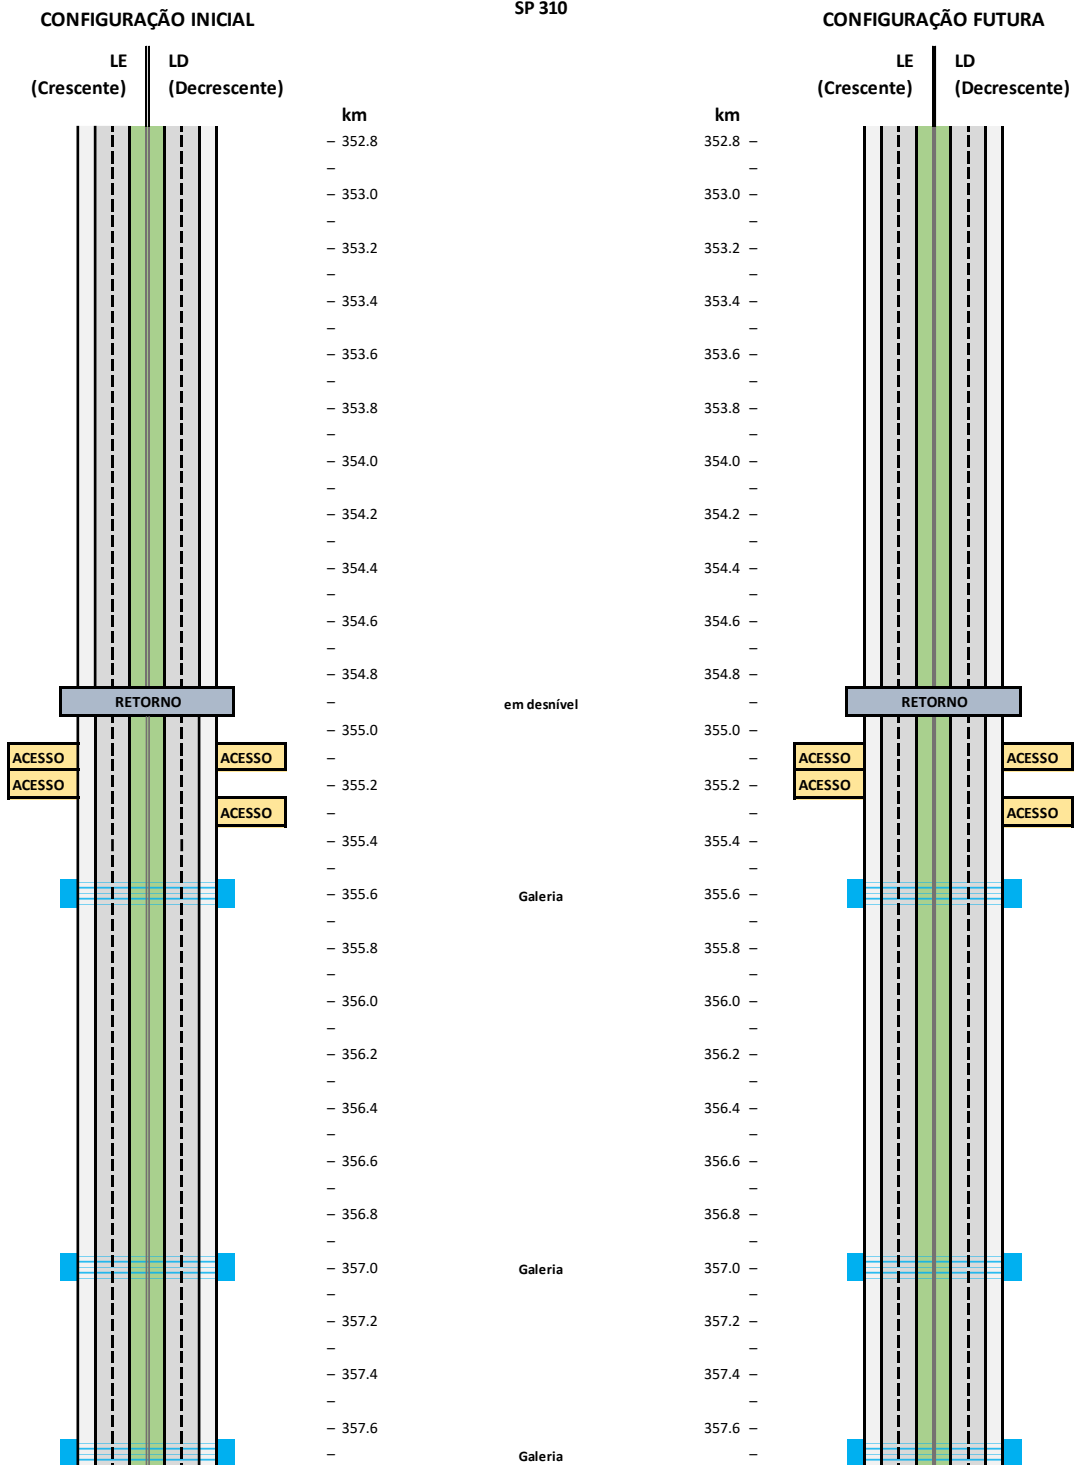 SP 310
CONFIGURAÇÃO INICIAL CONFIGURAÇÃO FUTURA
LE LD LE LD
(Crescente) (Decrescente) (Crescente) (Decrescente)
km km
– 352.8 352.8 –
– –
– 353.0 353.0 –
– –
– 353.2 353.2 –
– –
– 353.4 353.4 –
– –
– 353.6 353.6 –
– –
– 353.8 353.8 –
– –
– 354.0 354.0 –
– –
– 354.2 354.2 –
– –
– 354.4 354.4 –
– –
– 354.6 354.6 –
– –
– 354.8 354.8 –
RETORNO – em desnível – RETORNO
– 355.0 355.0 –
ACESSO ACESSO – – ACESSO ACESSO
ACESSO – 355.2 355.2 – ACESSO
ACESSO – – ACESSO
– 355.4 355.4 –
– –
– 355.6 Galeria 355.6 –
– –
– 355.8 355.8 –
– –
– 356.0 356.0 –
– –
– 356.2 356.2 –
– –
– 356.4 356.4 –
– –
– 356.6 356.6 –
– –
– 356.8 356.8 –
– –
– 357.0 Galeria 357.0 –
– –
– 357.2 357.2 –
– –
– 357.4 357.4 –
– –
– 357.6 357.6 –
– Galeria –